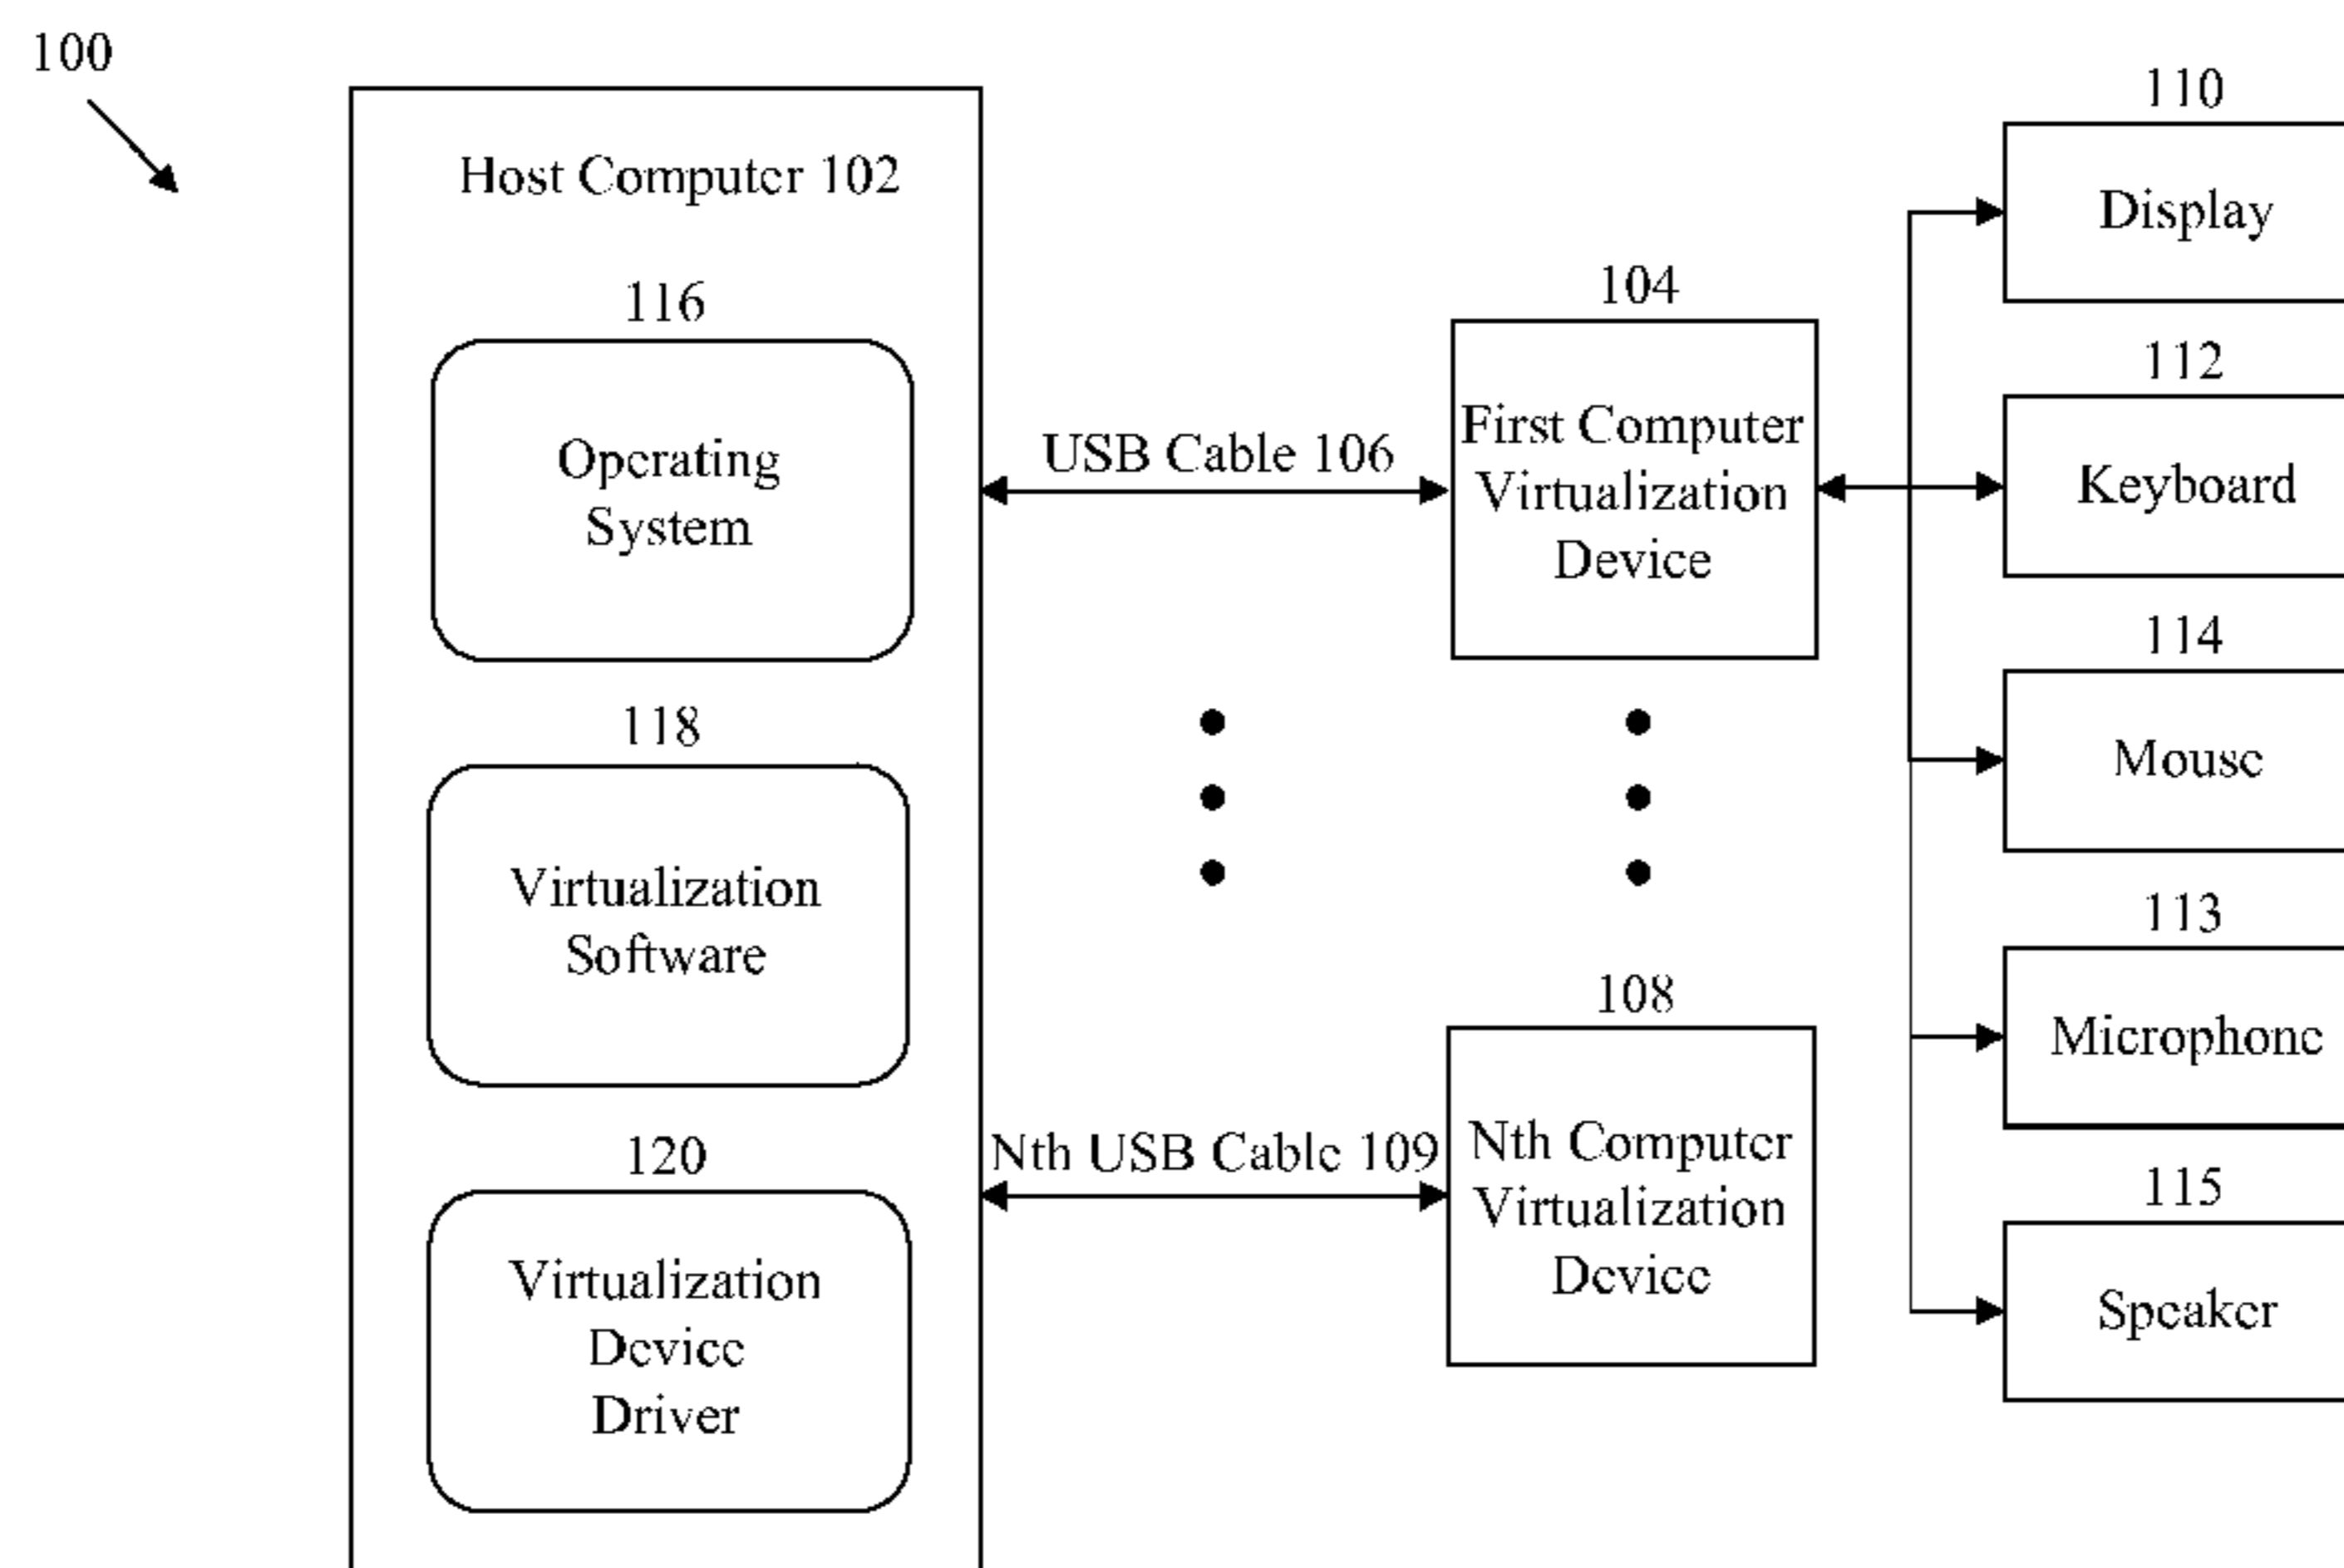 100
Host Computer 102
116
Operating
System
118
Virtualization
Software
120
Virtualization
Device
Driver
USB Cable 106
Nth USB Cable 109
104
First Computer
Virtualization
Device
108
Nth Computer
Virtualization
Device
110
Display
112
Keyboard
114
Mouse
113
Microphone
115
Speaker